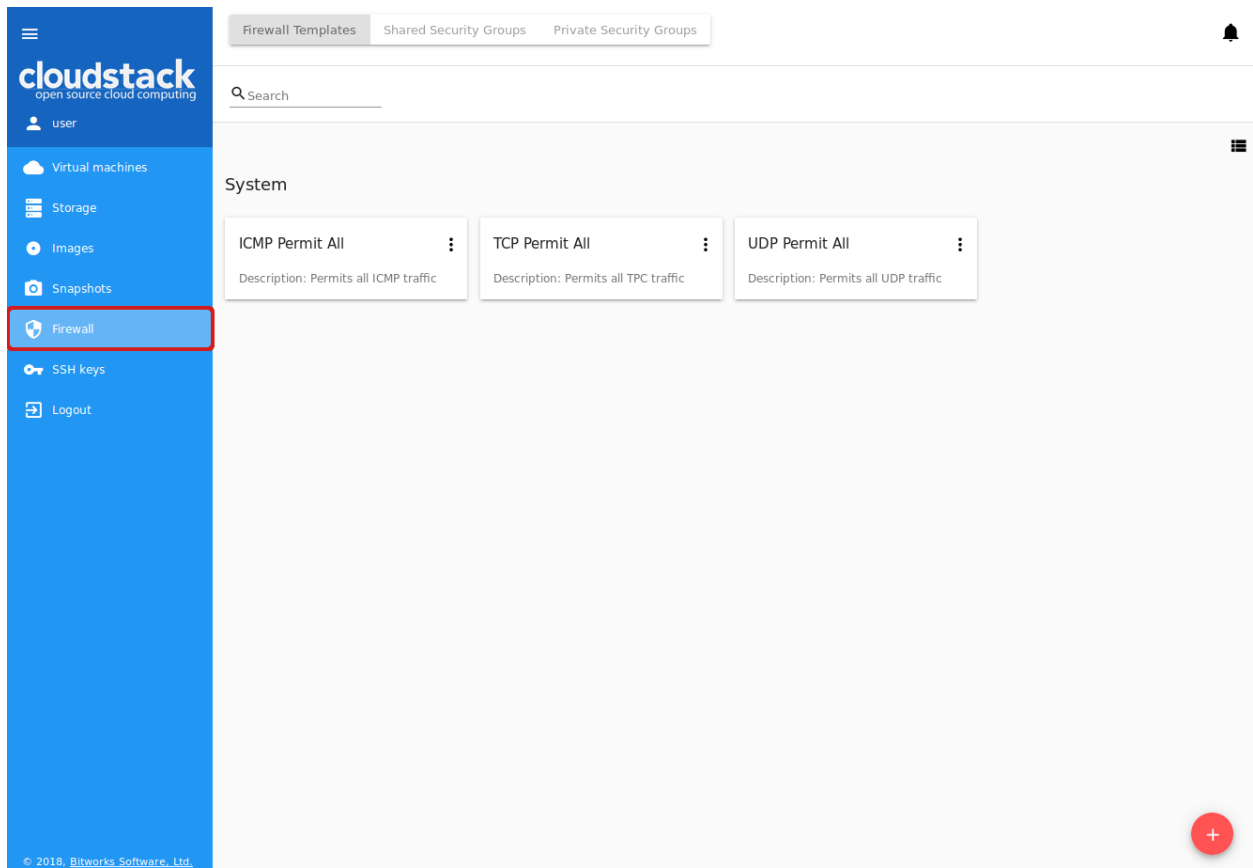 Firewall Templates Shared Security Groups Private Security Groups
cloudstack
open source cloud computing
Search
user
Virtual machines
Storage
Images
Snapshots
Firewall
SSH keys
Logout
System
ICMP Permit All
Description: Permits all ICMP traffic
TCP Permit All
Description: Permits all TPC traffic
UDP Permit All
Description: Permits all UDP traffic
© 2018, Bitworks Software, Ltd.